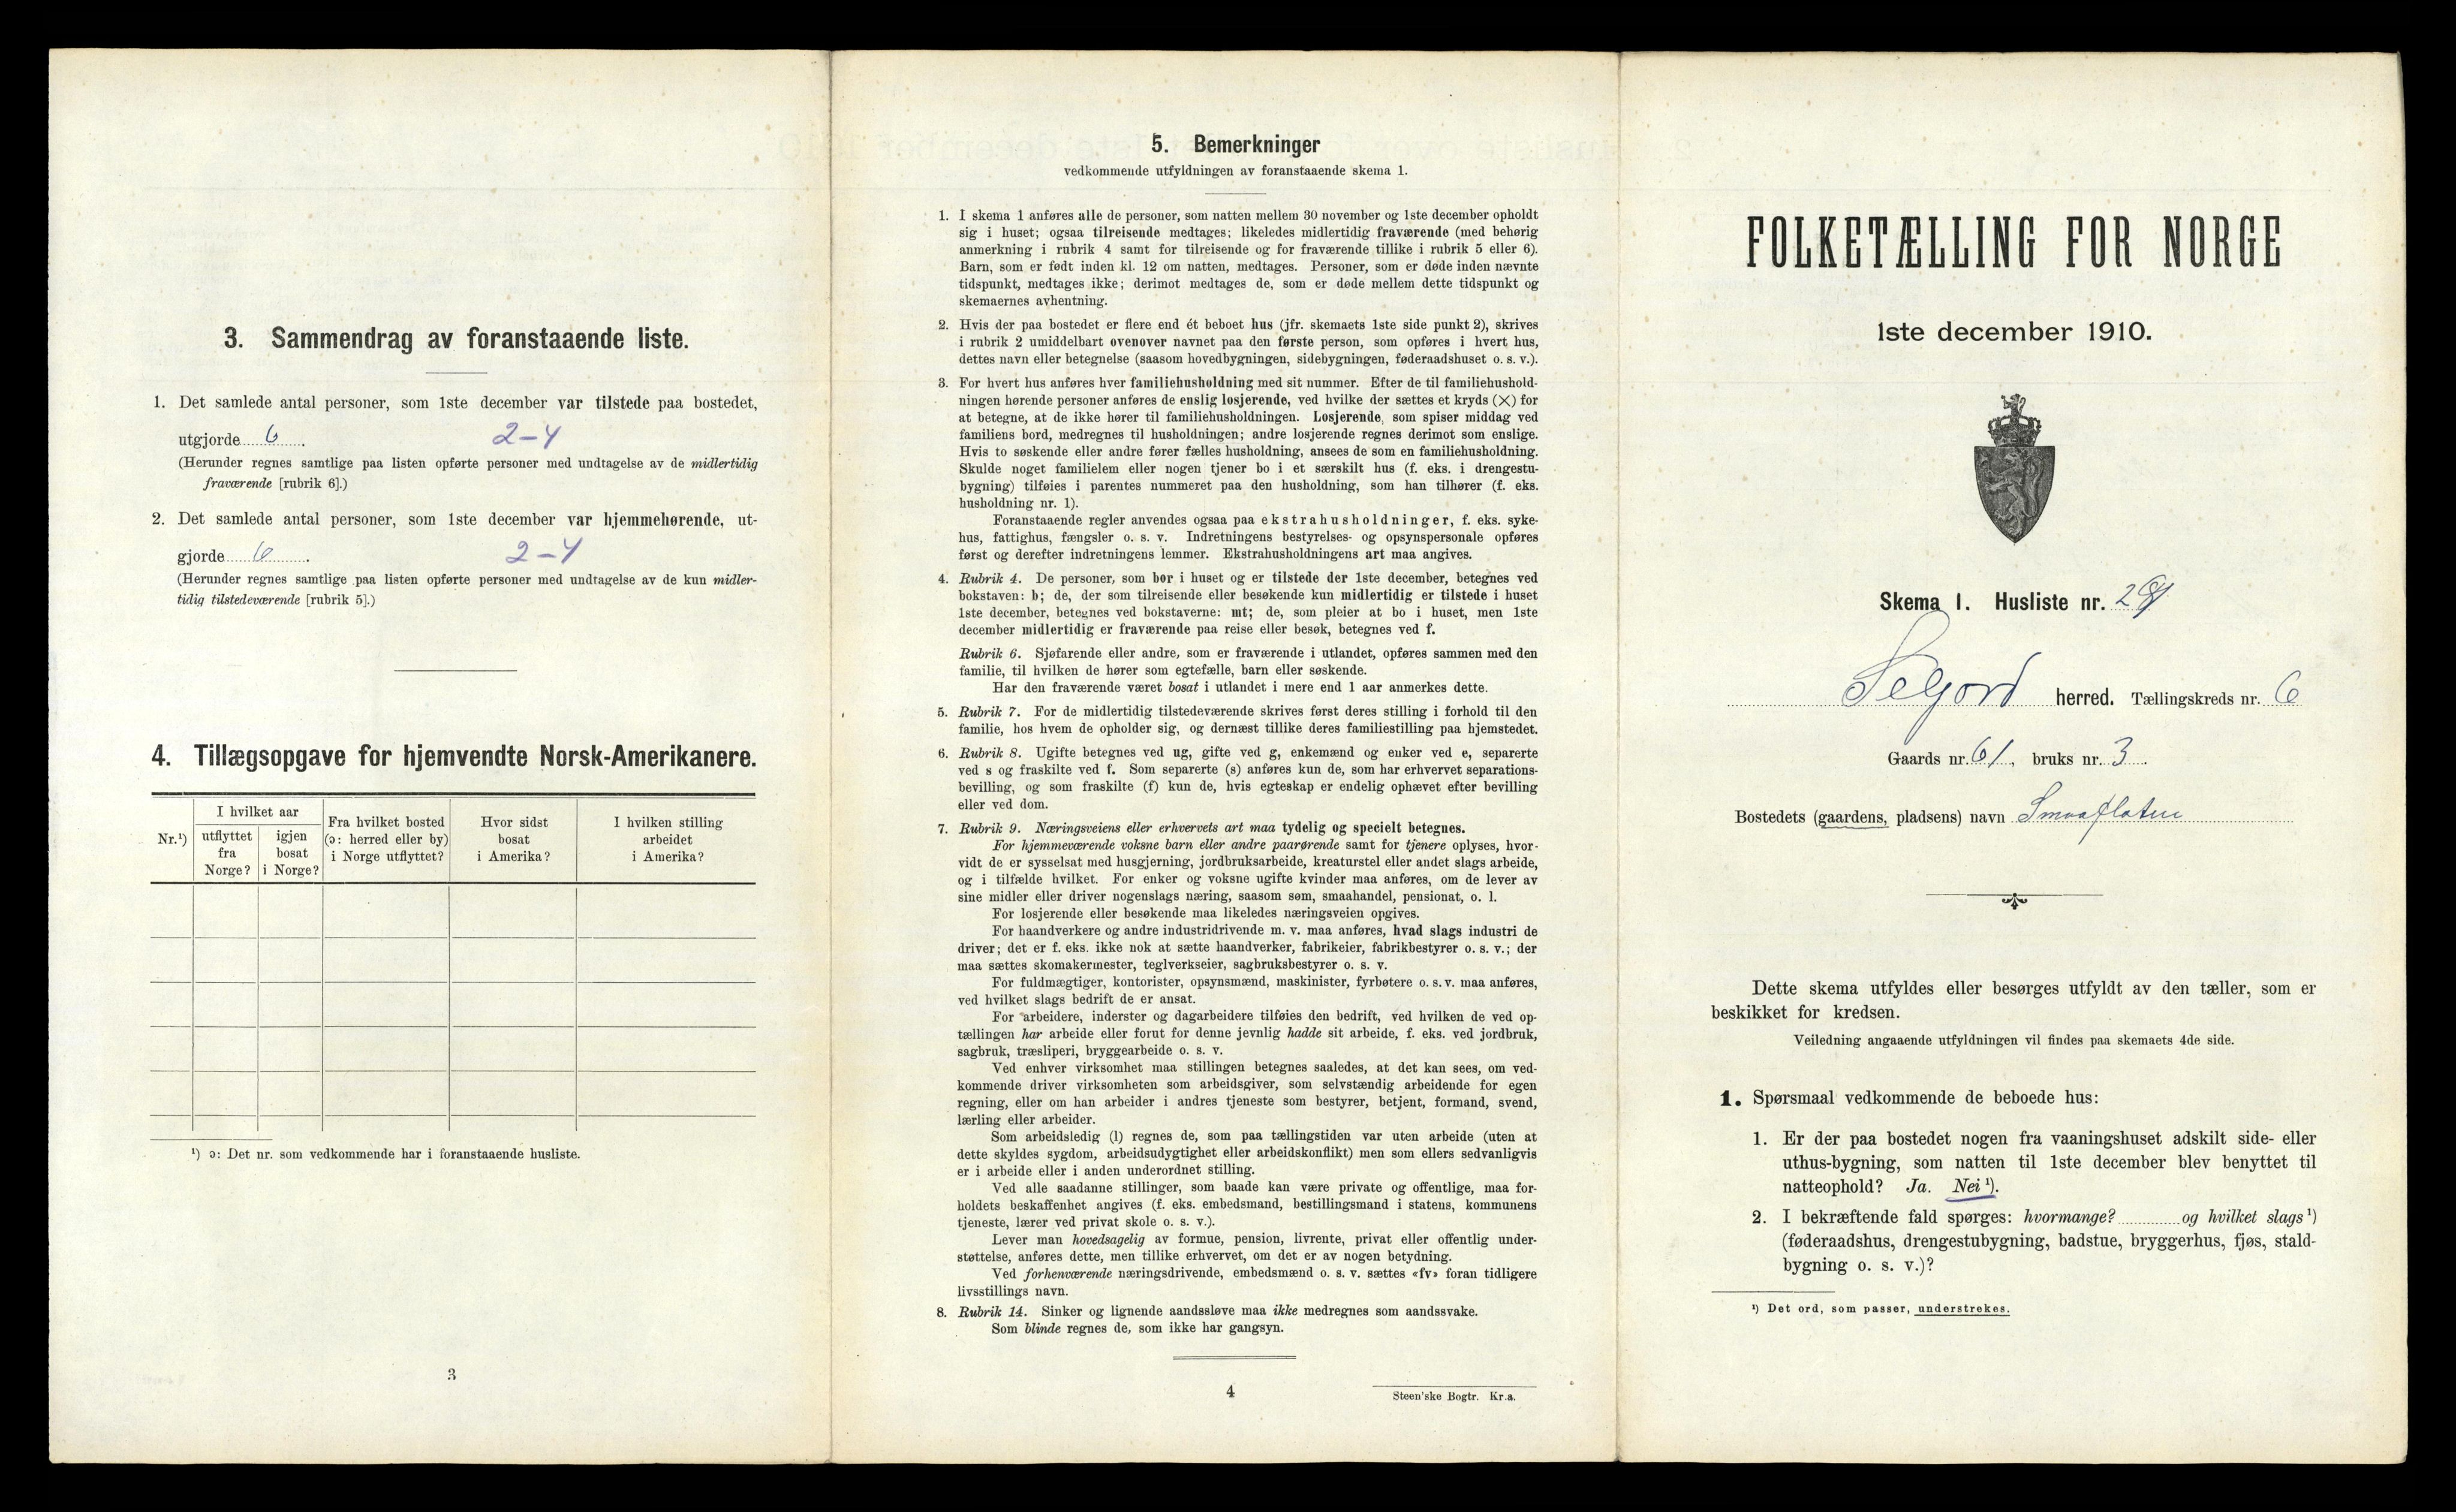 3. Sammendrag av foranstaaende liste.
1. Det samlede antal personer, som 1ste december var tilstede paa bostedet,
utgjorde 6. 2–4
(Herunder regnes samtlige paa listen opførte personer med undtagelse av de midlertidig
fraværende [rubrik 6].)
2. Det samlede antal personer, som 1ste december var hjemmehørende, ut-
gjorde 6. 2–4
(Herunder regnes samtlige paa listen opførte personer med undtagelse av de kun midler-
tidig tilstedeværende [rubrik 5].)
4. Tillægsopgave for hjemvendte Norsk-Amerikanere.
Nr.¹)
I hvilket aar
utflyttet
fra
Norge?
igjen
bosat
i Norge?
Fra hvilket bosted
(ɔ: herred eller by)
i Norge utflyttet?
Hvor sidst
bosat
i Amerika?
I hvilken stilling
arbeidet
i Amerika?
¹) ɔ: Det nr. som vedkommende har i foranstaaende husliste.
3
5. Bemerkninger
vedkommende utfyldningen av foranstaaende skema 1.
1. I skema 1 anføres alle de personer, som natten mellem 30 november og 1ste december opholdt
sig i huset; ogsaa tilreisende medtages; likeledes midlertidig fraværende (med behørig
anmerkning i rubrik 4 samt for tilreisende og for fraværende tillike i rubrik 5 eller 6).
Barn, som er født inden kl. 12 om natten, medtages. Personer, som er døde inden nævnte
tidspunkt, medtages ikke; derimot medtages de, som er døde mellem dette tidspunkt og
skemaernes avhentning.
2. Hvis der paa bostedet er flere end ét beboet hus (jfr. skemaets 1ste side punkt 2), skrives
i rubrik 2 umiddelbart ovenover navnet paa den første person, som opføres i hvert hus,
dettes navn eller betegnelse (saasom hovedbygningen, sidebygningen, føderaadshuset o. s. v.).
3. For hvert hus anføres hver familiehusholdning med sit nummer. Efter de til familiehushold-
ningen hørende personer anføres de enslig losjerende, ved hvilke der sættes et kryds (✕) for
at betegne, at de ikke hører til familiehusholdningen. Losjerende, som spiser middag ved
familiens bord, medregnes til husholdningen; andre losjerende regnes derimot som enslige.
Hvis to søskende eller andre fører fælles husholdning, ansees de som en familiehusholdning.
Skulde noget familielem eller nogen tjener bo i et særskilt hus (f. eks. i drengestu-
bygning) tilføies i parentes nummeret paa den husholdning, som han tilhører (f. eks.
husholdning nr. 1).
Foranstaaende regler anvendes ogsaa paa ekstrahusholdninger, f. eks. syke-
hus, fattighus, fængsler o. s. v. Indretningens bestyrelses- og opsynspersonale opføres
først og derefter indretningens lemmer. Ekstrahusholdningens art maa angives.
4. Rubrik 4. De personer, som bor i huset og er tilstede der 1ste december, betegnes ved
bokstaven: b; de, der som tilreisende eller besøkende kun midlertidig er tilstede i huset
1ste december, betegnes ved bokstaverne: mt; de, som pleier at bo i huset, men 1ste
december midlertidig er fraværende paa reise eller besøk, betegnes ved f.
Rubrik 6. Sjøfarende eller andre, som er fraværende i utlandet, opføres sammen med den
familie, til hvilken de hører som egtefælle, barn eller søskende.
Har den fraværende været bosat i utlandet i mere end 1 aar anmerkes dette.
5. Rubrik 7. For de midlertidig tilstedeværende skrives først deres stilling i forhold til den
familie, hos hvem de opholder sig, og dernæst tillike deres familiestilling paa hjemstedet.
6. Rubrik 8. Ugifte betegnes ved ug, gifte ved g, enkemænd og enker ved e, separerte
ved s og fraskilte ved f. Som separerte (s) anføres kun de, som har erhvervet separations-
bevilling, og som fraskilte (f) kun de, hvis egteskap er endelig ophævet efter bevilling
eller ved dom.
7. Rubrik 9. Næringsveiens eller erhvervets art maa tydelig og specielt betegnes.
For hjemmeværende voksne barn eller andre paarørende samt for tjenere oplyses, hvor-
vidt de er sysselsat med husgjerning, jordbruksarbeide, kreaturstel eller andet slags arbeide,
og i tilfælde hvilket. For enker og voksne ugifte kvinder maa anføres, om de lever av
sine midler eller driver nogenslags næring, saasom søm, smaahandel, pensionat, o. l.
For losjerende eller besøkende maa likeledes næringsveien opgives.
For haandverkere og andre industridrivende m. v. maa anføres, hvad slags industri de
driver; det er f. eks. ikke nok at sætte haandverker, fabrikeier, fabrikbestyrer o. s. v.; der
maa sættes skomakermester, teglverkseier, sagbruksbestyrer o. s. v.
For fuldmægtiger, kontorister, opsynsmænd, maskinister, fyrbøtere o. s. v. maa anføres,
ved hvilket slags bedrift de er ansat.
For arbeidere, inderster og dagarbeidere tilføies den bedrift, ved hvilken de ved op-
tællingen har arbeide eller forut for denne jevnlig hadde sit arbeide, f. eks. ved jordbruk,
sagbruk, træsliperi, bryggearbeide o. s. v.
Ved enhver virksomhet maa stillingen betegnes saaledes, at det kan sees, om ved-
kommende driver virksomheten som arbeidsgiver, som selvstændig arbeidende for egen
regning, eller om han arbeider i andres tjeneste som bestyrer, betjent, formand, svend,
lærling eller arbeider.
Som arbeidsledig (l) regnes de, som paa tællingstiden var uten arbeide (uten at
dette skyldes sygdom, arbeidsudygtighet eller arbeidskonflikt) men som ellers sedvanligvis
er i arbeide eller i anden underordnet stilling.
Ved alle saadanne stillinger, som baade kan være private og offentlige, maa for-
holdets beskaffenhet angives (f. eks. embedsmand, bestillingsmand i statens, kommunens
tjeneste, lærer ved privat skole o. s. v.).
Lever man hovedsagelig av formue, pension, livrente, privat eller offentlig under-
støttelse, anføres dette, men tillike erhvervet, om det er av nogen betydning.
Ved forhenværende næringsdrivende, embedsmænd o. s. v. sættes «fv» foran tidligere
livsstillings navn.
8. Rubrik 14. Sinker og lignende aandssløve maa ikke medregnes som aandssvake.
Som blinde regnes de, som ikke har gangsyn.
4
Steen'ske Bogtr. Kr.a.
FOLKETÆLLING FOR NORGE
1ste december 1910.
Skema 1. Husliste nr.
Seljord herred. Tællingskreds nr. 6
Gaards nr. 61, bruks nr. 3.
Bostedets (gaardens, pladsens) navn Smaaflaten
Dette skema utfyldes eller besørges utfyldt av den tæller, som er
beskikket for kredsen.
Veiledning angaaende utfyldningen vil findes paa skemaets 4de side.
1. Spørsmaal vedkommende de beboede hus:
1. Er der paa bostedet nogen fra vaaningshuset adskilt side- eller
uthus-bygning, som natten til 1ste december blev benyttet til
natteophold? Ja. Nei ¹).
2. I bekræftende fald spørges: hvormange? og hvilket slags ¹)
(føderaadshus, drengestubygning, badstue, bryggerhus, fjøs, stald-
bygning o. s. v.)?
¹) Det ord, som passer, understrekes.